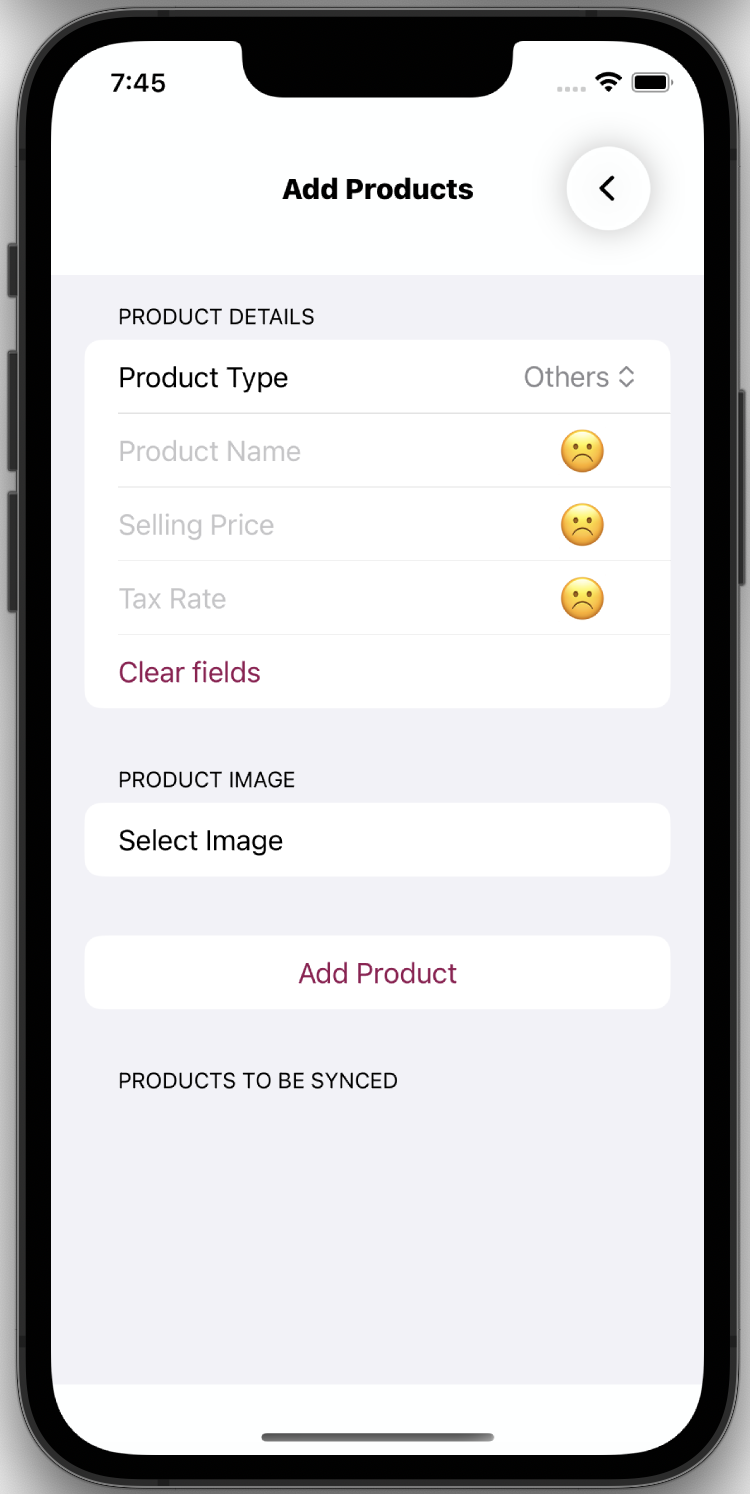 7:45
Add Products
PRODUCT DETAILS
Product Type Others
Product Name
Selling Price
Tax Rate
Clear fields
PRODUCT IMAGE
Select Image
Add Product
PRODUCTS TO BE SYNCED